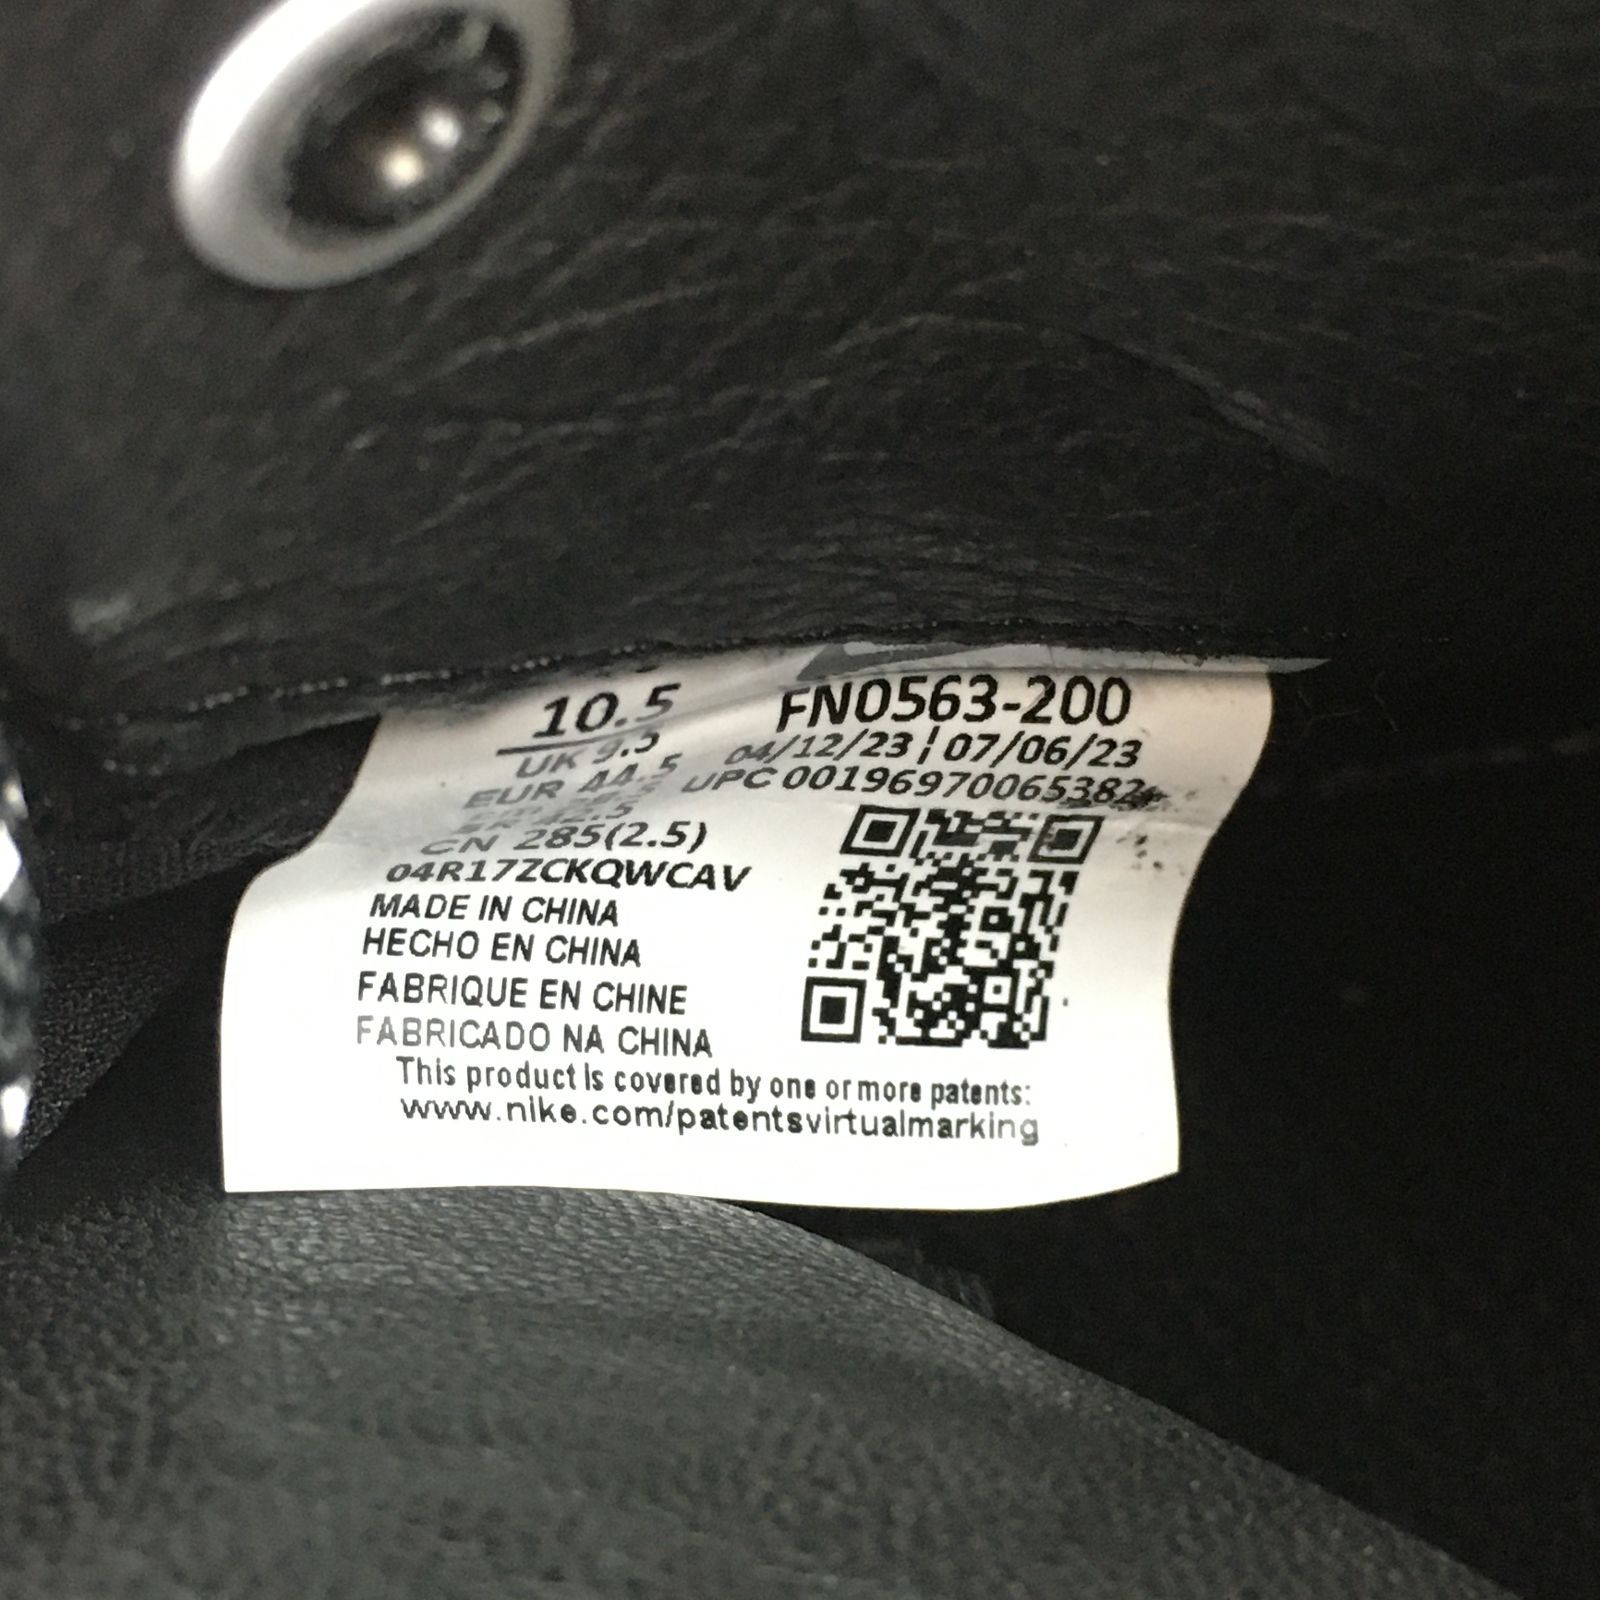 10.5
FN0563-200
UK 9.5
04/12/23 ¦ 07/06/23
EUR 44.5
UPC 00196970065382
CN 285(2.5)
04R17ZCKQWCAV
MADE IN CHINA
HECHO EN CHINA
FABRIQUE EN CHINE
FABRICADO NA CHINA
This product is covered by one or more patents:
www.nike.com/patentsvirtualmarking